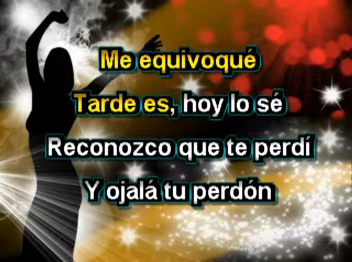 Me equivoqué
Tarde es, hoy lo sé
Reconozco que te perdí
Y ojalá tu perdón